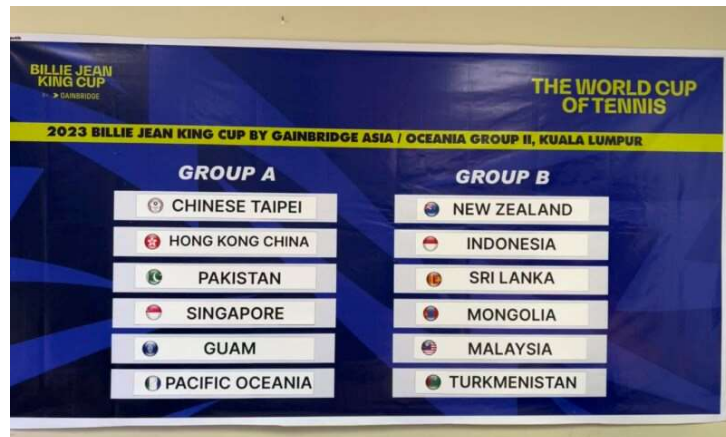 BILLIE JEAN
KING CUP
GAINBRIDGE
THE WORLD CUP
OF TENNIS
2023 BILLIE JEAN KING CUP BY GAINBRIDGE ASIA / OCEANIA GROUP II, KUALA LUMPUR
GROUP A
CHINESE TAIPEI
HONG KONG CHINA
PAKISTAN
SINGAPORE
GUAM
PACIFIC OCEANIA
GROUP B
NEW ZEALAND
INDONESIA
SRI LANKA
MONGOLIA
MALAYSIA
TURKMENISTAN